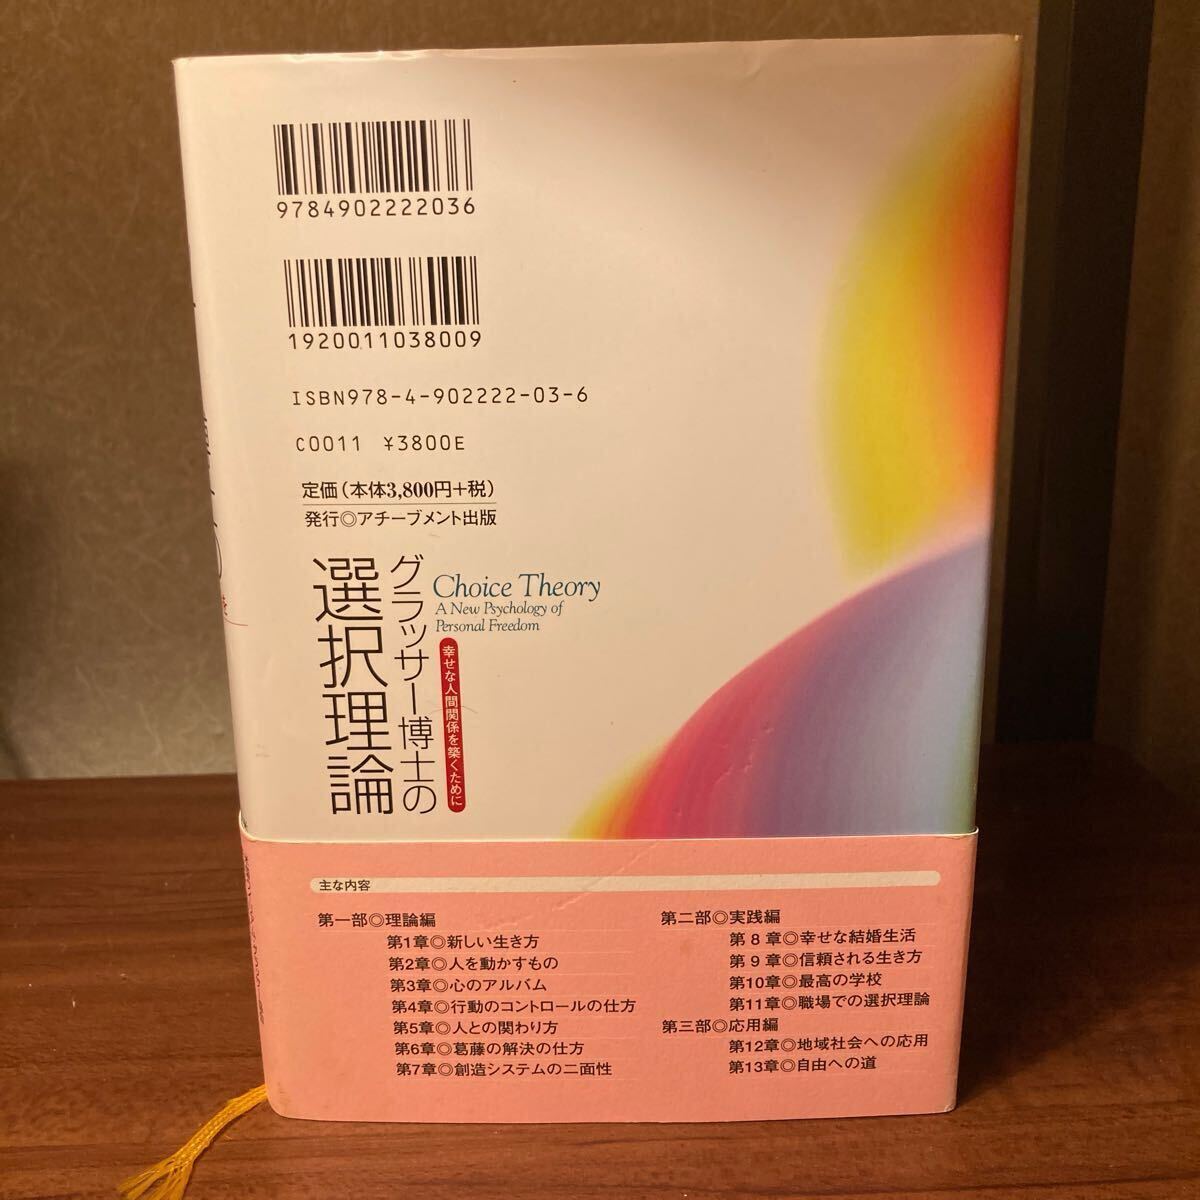 9784902222036
1920011038009
ISBN978-4-902222-03-6
C0011 ¥3800E
定価(本体3,800円+税)
発行◎アチーブメント出版
グラッサー博士の
選択理論
Choice Theory
A New Psychology of
Personal Freedom
幸せな人間関係を築くために
主な内容
第一部◎理論編
第1章◎新しい生き方
第2章◎人を動かすもの
第3章◎心のアルバム
第4章◎行動のコントロールの仕方
第5章◎人との関わり方
第6章◎葛藤の解決の仕方
第7章◎創造システムの二面性
第二部◎実践編
第8章◎幸せな結婚生活
第9章◎信頼される生き方
第10章◎最高の学校
第11章◎職場での選択理論
第三部◎応用編
第12章◎地域社会への応用
第13章◎自由への道